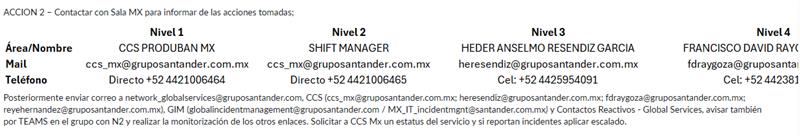 ACCION 2 – Contactar con Sala MX para informar de las acciones tomadas;
Nivel 1 Nivel 2 Nivel 3 Nivel 4
Área/Nombre CCS PRODUBAN MX SHIFT MANAGER HEDER ANSELMO RESENDIZ GARCIA FRANCISCO DAVID RAYG
Mail ccs_mx@gruposantander.com.mx ccs_mx@gruposantander.com.mx heresendiz@gruposantander.com.mx fdraygoza@gruposantander.
Teléfono Directo +52 4421006464 Directo +52 4421006465 Cel: +52 4425954091 Cel: +52 442381
Posteriormente enviar correo a network_globalservices@gruposantander.com, CCS (ccs_mx@gruposantander.com.mx; heresendiz@gruposantander.com.mx; fdraygoza@gruposantander.com.mx;
reyehernandez@gruposantander.com.mx), GIM (globalincidentmanagement@gruposantander.com / MX_IT_incidentmgnt@santander.com.mx) y Contactos Reactivos - Global Services, avisar también
por TEAMS en el grupo con N2 y realizar la monitorización de los otros enlaces. Solicitar a CCS Mx un estatus del servicio y si reportan incidentes aplicar escalado.